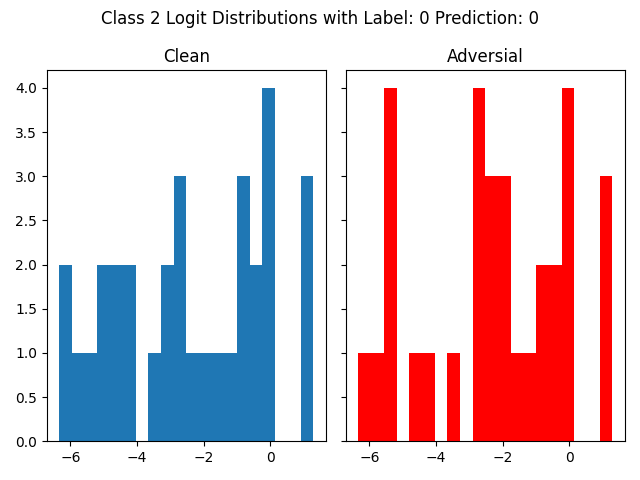 Class 2 Logit Distributions with Label: 0 Prediction: 0
Clean
Adversial
4.0
3.5
3.0
2.5
2.0
1.5
1.0
0.5
0.0
−6 −4 −2 0
−6 −4 −2 0